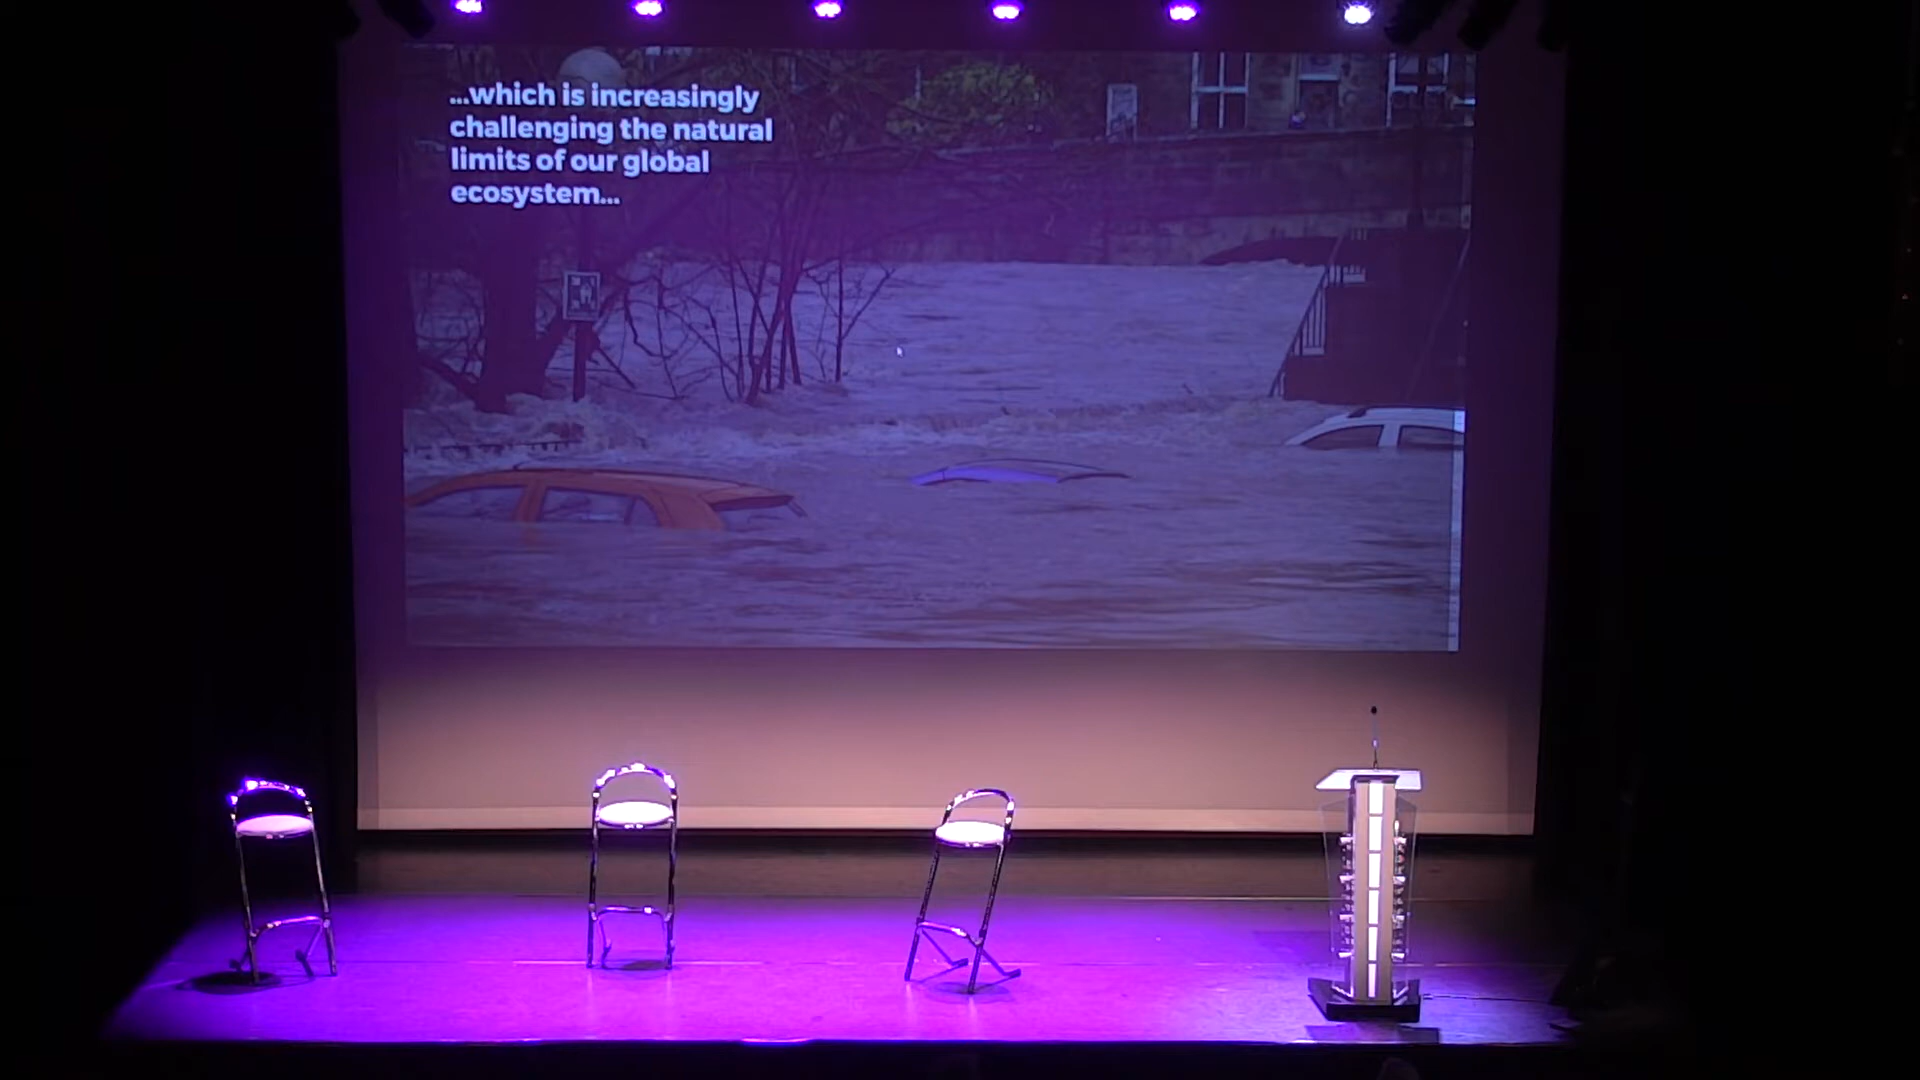 ...which is increasingly
challenging the natural
limits of our global
ecosystem...